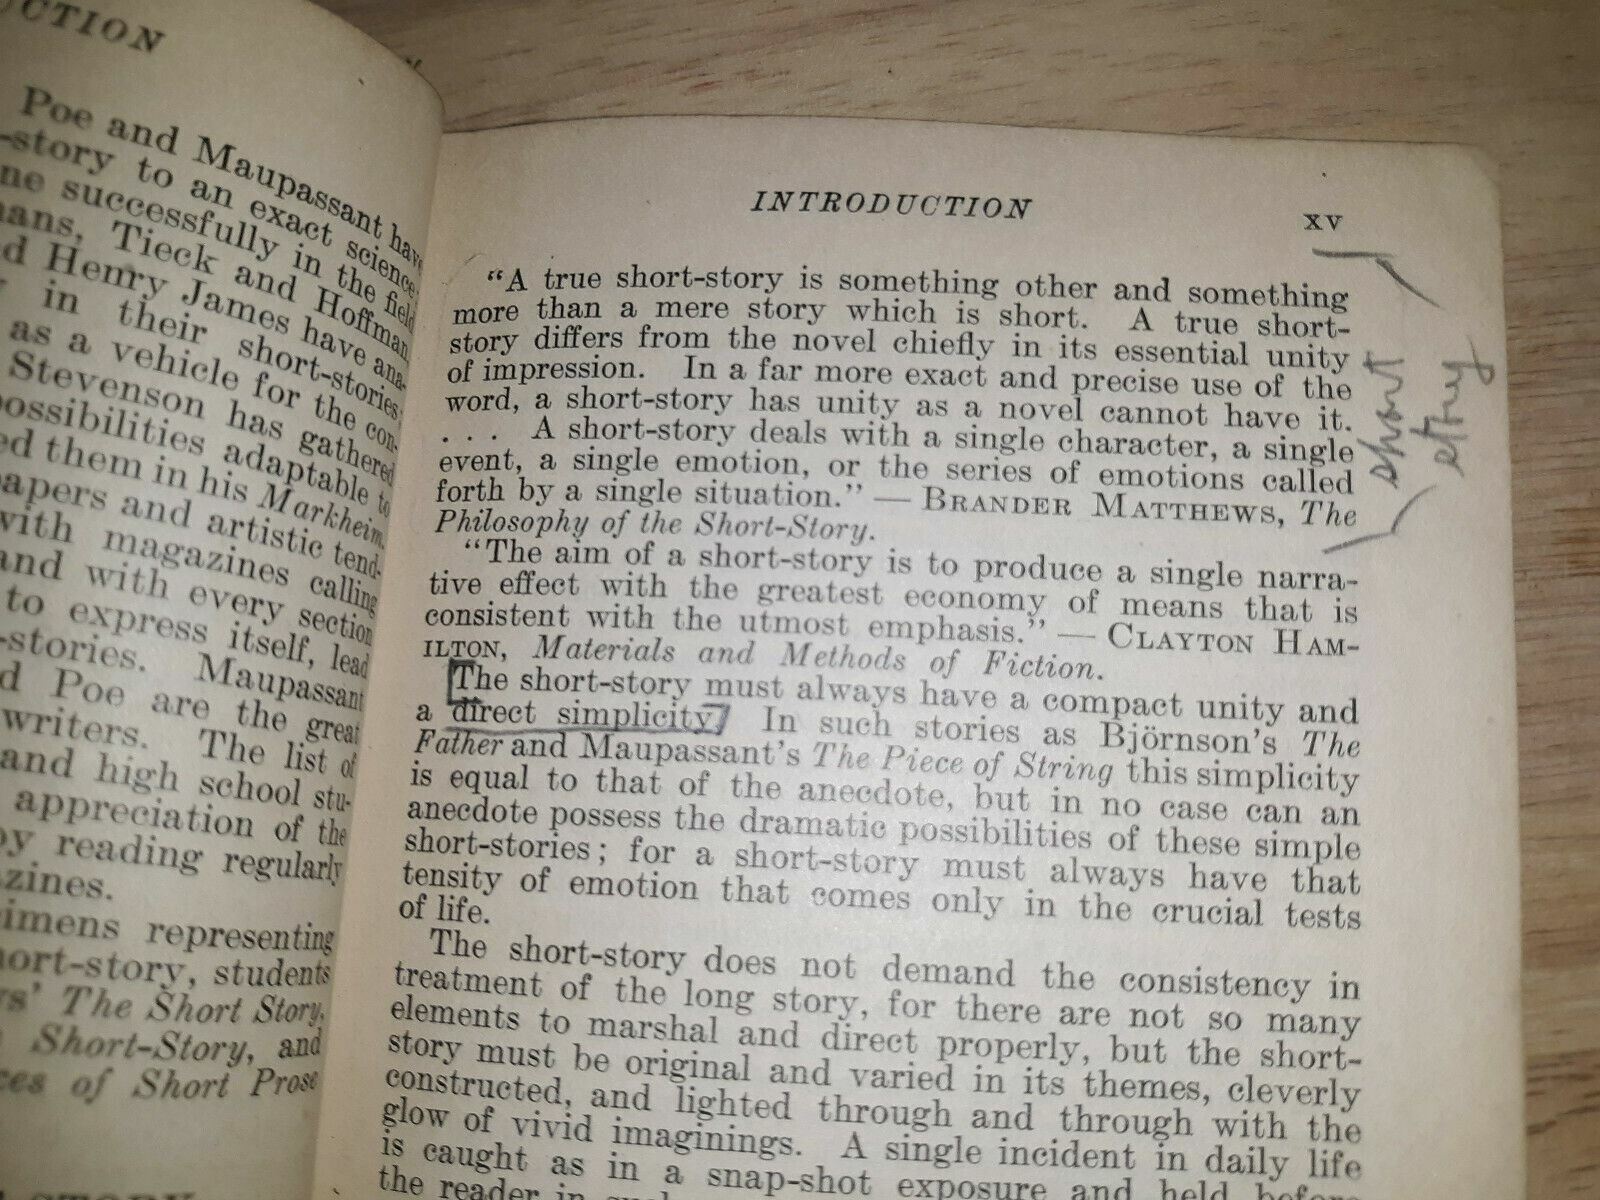 UCTION
Poe and Maupassant have
-story to an exact science
ne successfully in the field
mans, Tieck and Hoffman
d Henry James have ana-
in their short-stories
as a vehicle for the con-
Stevenson has gathered
possibilities adaptable to
ed them in his Markheim.
apers and artistic tend-
with magazines calling
and with every section
to express itself, lead
-stories. Maupassant
d Poe are the great
writers. The list of
and high school stu-
appreciation of the
by reading regularly
zines.
cimens representing
hort-story, students
rs' The Short Story,
Short-Story, and
ces of Short Prose
INTRODUCTION xv
"A true short-story is something other and something
more than a mere story which is short. A true short-
story differs from the novel chiefly in its essential unity
of impression. In a far more exact and precise use of the
word, a short-story has unity as a novel cannot have it.
. . . A short-story deals with a single character, a single
event, a single emotion, or the series of emotions called
forth by a single situation." — BRANDER MATTHEWS, The
Philosophy of the Short-Story.
"The aim of a short-story is to produce a single narra-
tive effect with the greatest economy of means that is
consistent with the utmost emphasis." — CLAYTON HAM-
ILTON, Materials and Methods of Fiction.
The short-story must always have a compact unity and
a direct simplicity. In such stories as Björnson's The
Father and Maupassant's The Piece of String this simplicity
is equal to that of the anecdote, but in no case can an
anecdote possess the dramatic possibilities of these simple
short-stories; for a short-story must always have that
tensity of emotion that comes only in the crucial tests
of life.
The short-story does not demand the consistency in
treatment of the long story, for there are not so many
elements to marshal and direct properly, but the short-
story must be original and varied in its themes, cleverly
constructed, and lighted through and through with the
glow of vivid imaginings. A single incident in daily life
is caught as in a snap-shot exposure and held before
the reader in
short
story